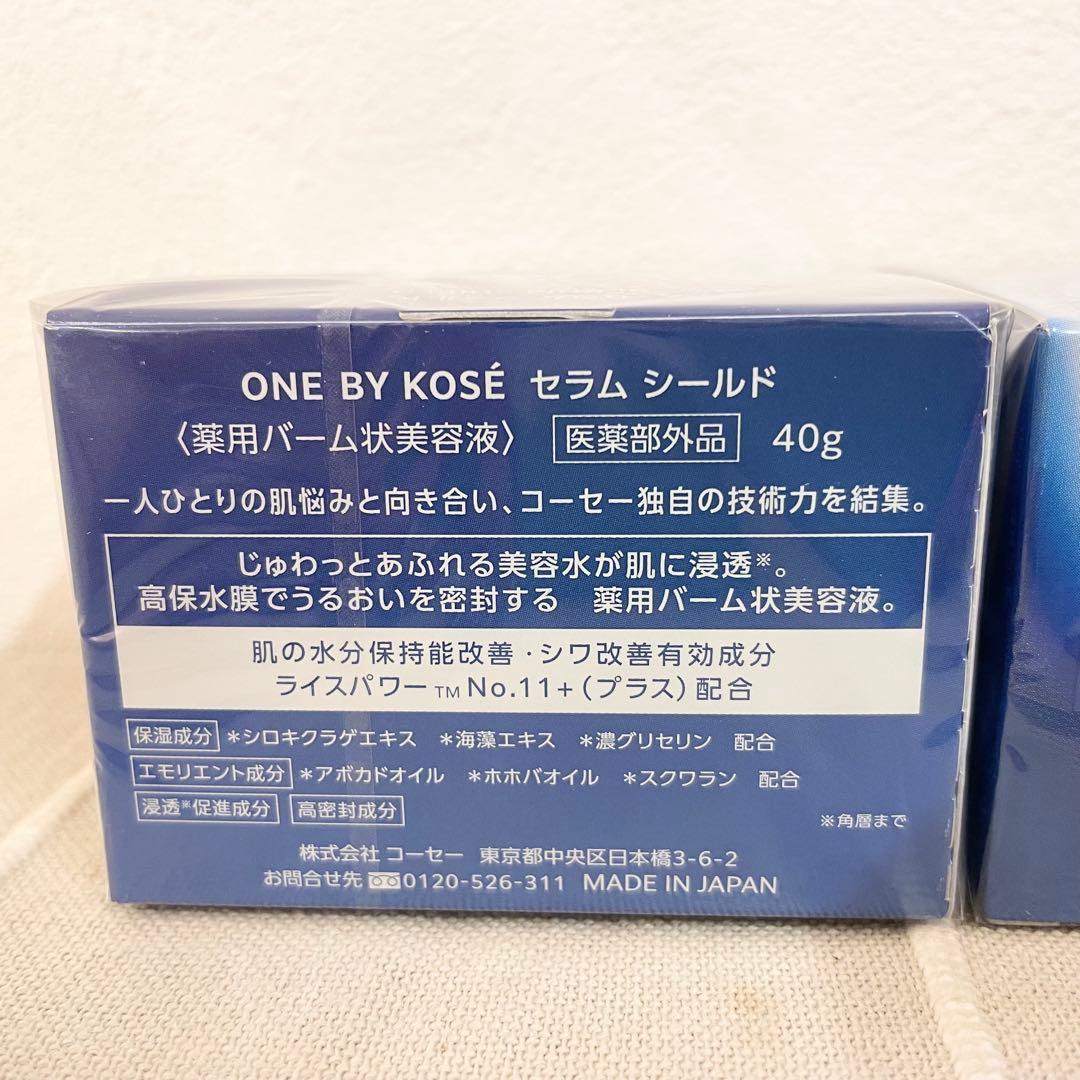 ONE BY KOSÉ セラム シールド
〈薬用バーム状美容液〉 医薬部外品 40g
一人ひとりの肌悩みと向き合い、コーセー独自の技術力を結集。
じゅわっとあふれる美容水が肌に浸透※。
高保水膜でうるおいを密封する 薬用バーム状美容液。
肌の水分保持能改善・シワ改善有効成分
ライスパワー™No.11+（プラス）配合
保湿成分 *シロキクラゲエキス *海藻エキス *濃グリセリン 配合
エモリエント成分 *アボカドオイル *ホホバオイル *スクワラン 配合
浸透※促進成分 高密封成分
※角層まで
株式会社 コーセー 東京都中央区日本橋3-6-2
お問合せ先 0120-526-311 MADE IN JAPAN